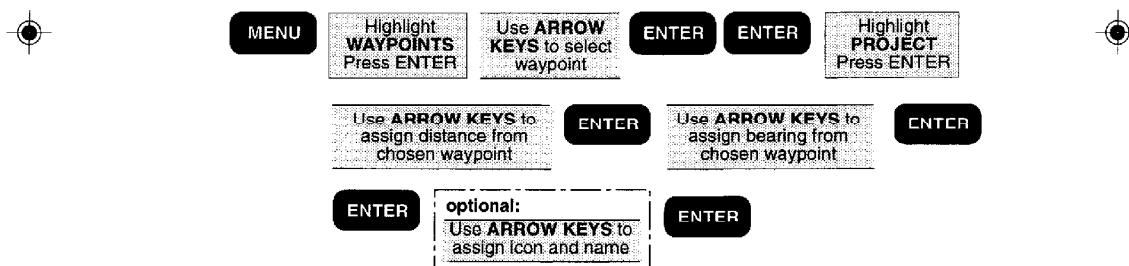 MENU
Highlight
WAYPOINTS
Press ENTER
Use ARROW
KEYS to select
waypoint
ENTER
ENTER
Highlight
PROJECT
Press ENTER
Use ARROW KEYS to
assign distance from
chosen waypoint
ENTER
Use ARROW KEYS to
assign bearing from
chosen waypoint
ENTER
ENTER
optional:
Use ARROW KEYS to
assign icon and name
ENTER